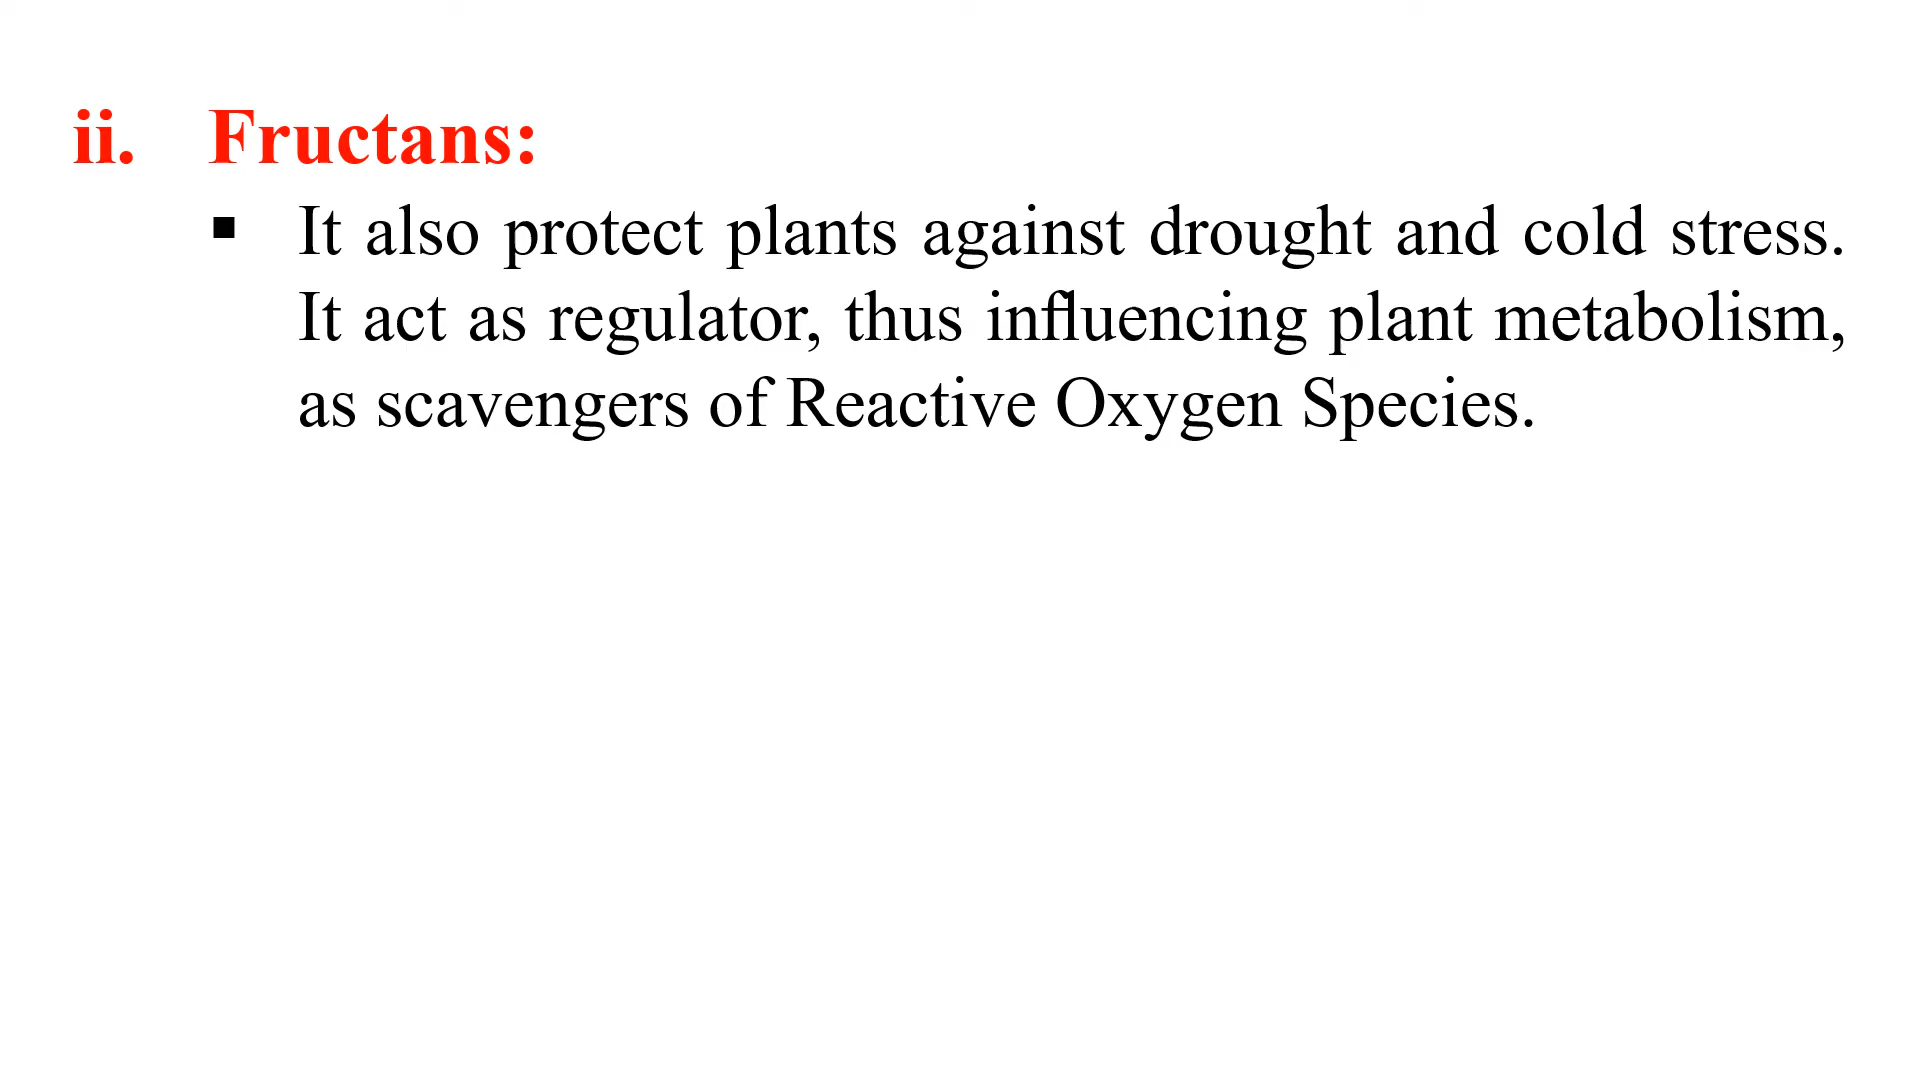 ii. Fructans:
▪ It also protect plants against drought and cold stress.
It act as regulator, thus influencing plant metabolism,
as scavengers of Reactive Oxygen Species.